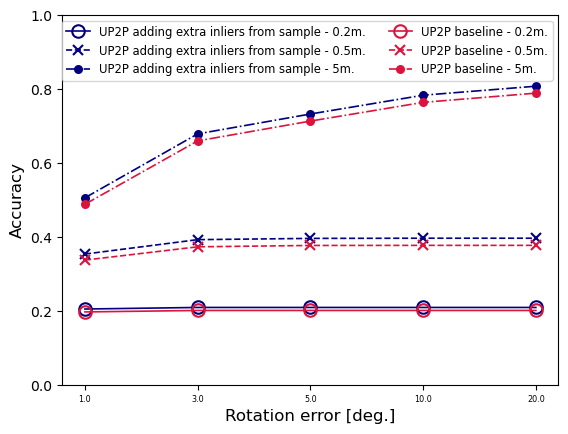 UP2P adding extra inliers from sample - 0.2m.
UP2P adding extra inliers from sample - 0.5m.
UP2P adding extra inliers from sample - 5m.
UP2P baseline - 0.2m.
UP2P baseline - 0.5m.
UP2P baseline - 5m.
1.0
0.8
0.6
0.4
0.2
0.0
Accuracy
1.0 3.0 5.0 10.0 20.0
Rotation error [deg.]